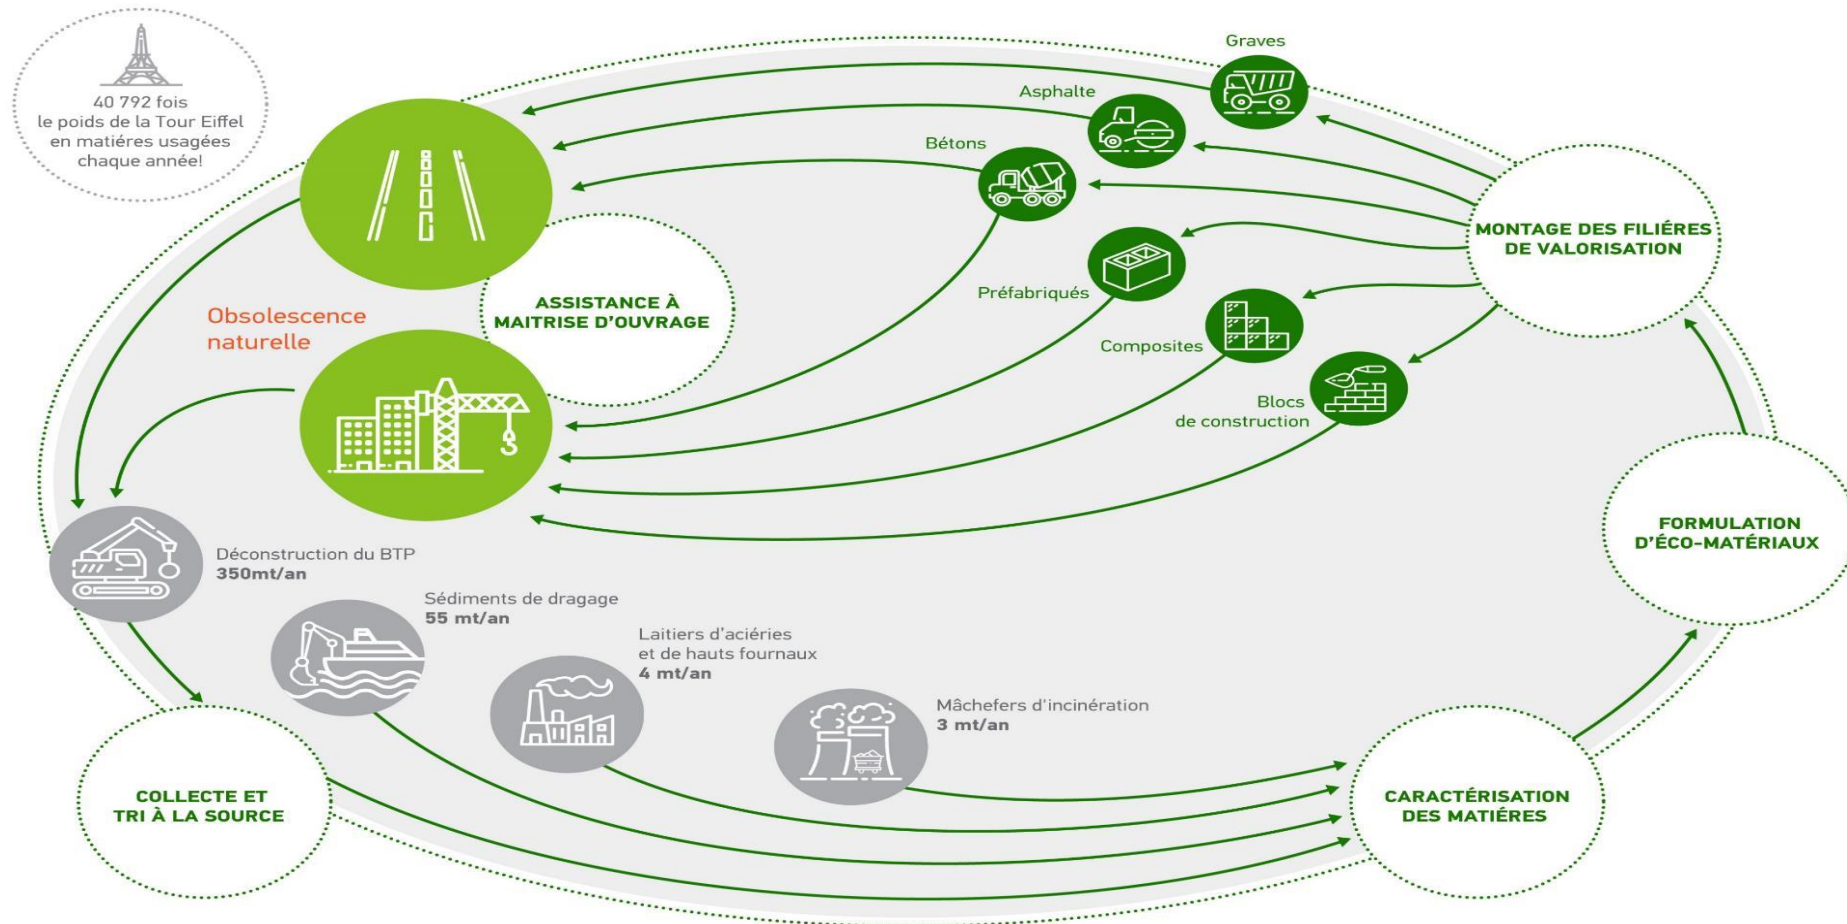 40 792 fois
le poids de la Tour Eiffel
en matiéres usagées
chaque année!
Graves
Asphalte
Bétons
Préfabriqués
Composites
Blocs
de construction
MONTAGE DES FILIÉRES
DE VALORISATION
ASSISTANCE À
MAITRISE D'OUVRAGE
Obsolescence
naturelle
FORMULATION
D'ÉCO-MATÉRIAUX
Déconstruction du BTP
350mt/an
Sédiments de dragage
55 mt/an
Laitiers d'aciéries
et de hauts fournaux
4 mt/an
Mâchefers d'incinération
3 mt/an
COLLECTE ET
TRI À LA SOURCE
CARACTÉRISATION
DES MATIÉRES